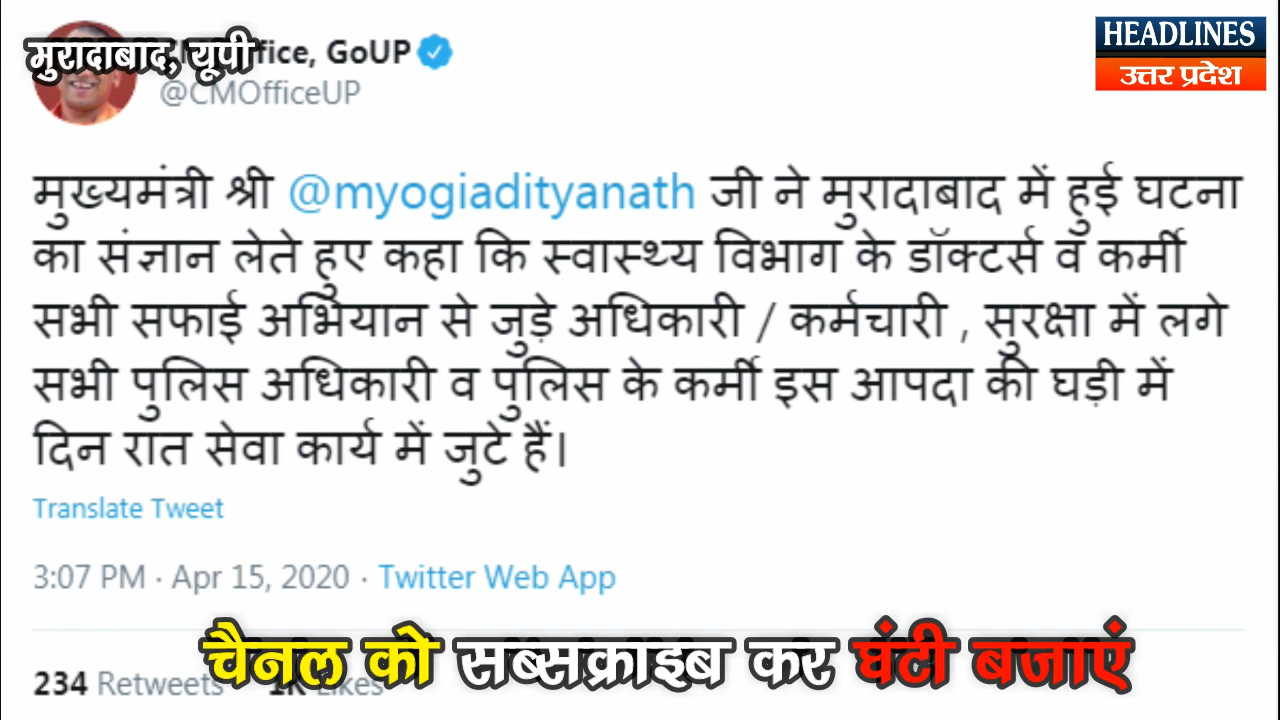 मुरादाबाद, यूपी
fice, GoUP
HEADLINES
उत्तर प्रदेश
@CMOfficeUP
मुख्यमंत्री श्री @myogiadityanath जी ने मुरादाबाद में हुई घटना
का संज्ञान लेते हुए कहा कि स्वास्थ्य विभाग के डॉक्टर्स व कर्मी
सभी सफाई अभियान से जुड़े अधिकारी / कर्मचारी , सुरक्षा में लगे
सभी पुलिस अधिकारी व पुलिस के कर्मी इस आपदा की घड़ी में
दिन रात सेवा कार्य में जुटे हैं।
Translate Tweet
3:07 PM · Apr 15, 2020 · Twitter Web App
चैनल को सब्सक्राइब कर घंटी बजाएं
234 Retweets 1K Likes